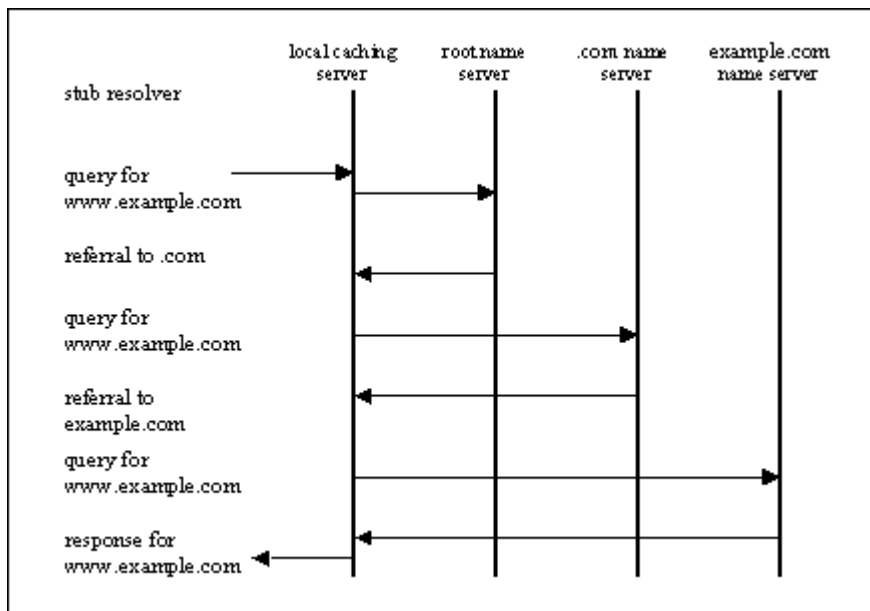 local caching
server
root name
server
.com name
server
example.com
name server
stub resolver
query for
www.example.com
referral to .com
query for
www.example.com
referral to
example.com
query for
www.example.com
response for
www.example.com